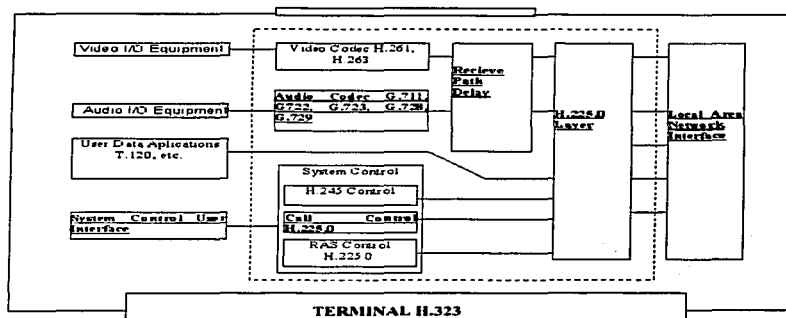 Video I/O Equipment
Video Codec H.261,
H.263
Recieve
Path
Delay
Audio I/O Equipment
Audio Codec G.711,
G722, G.723, G.728,
G.729
H.225.0
Layer
Local Area
Network
Interface
User Data Aplications
T.120, etc.
System Control
H.245 Control
System Control User
Interface
Call Control
H.225.0
RAS Control
H.225.0
TERMINAL H.323